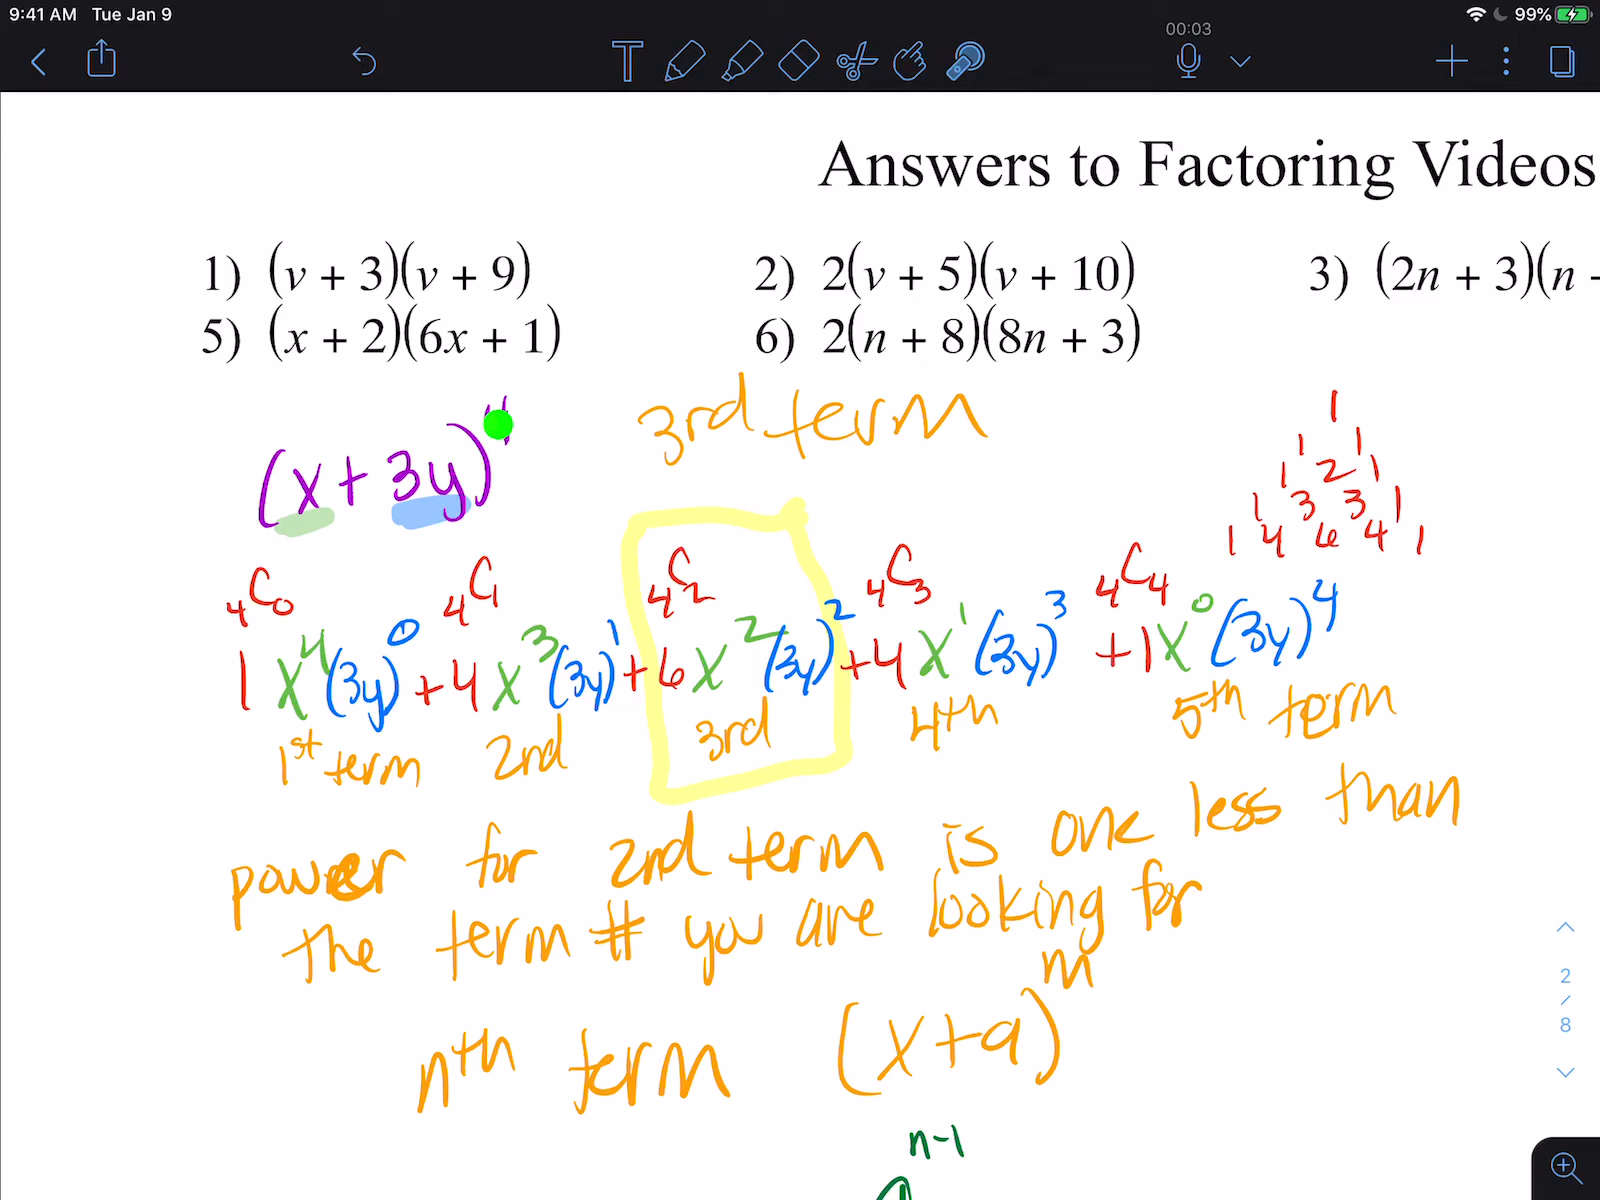 9:41 AM Tue Jan 9
99%
00:03
Answers to Factoring Videos
1) (v + 3)(v + 9) 2) 2(v + 5)(v + 10) 3) (2n + 3)(n -
5) (x + 2)(6x + 1) 6) 2(n + 8)(8n + 3)
(x + 3y)⁴ 3rd term
1
1 1
1 2 1
1 3 3 1
1 4 6 4 1
₄C₀ ₄C₁ ₄C₂ ₄C₃ ₄C₄
1x⁴(3y)⁰ + 4x³(3y)¹ + 6x²(3y)² + 4x¹(3y)³ + 1x⁰(3y)⁴
1st term 2nd 3rd 4th 5th term
power for 2nd term is one less than
the term # you are looking for
nth term (x+a)ᵐ
n-1
2
/
8